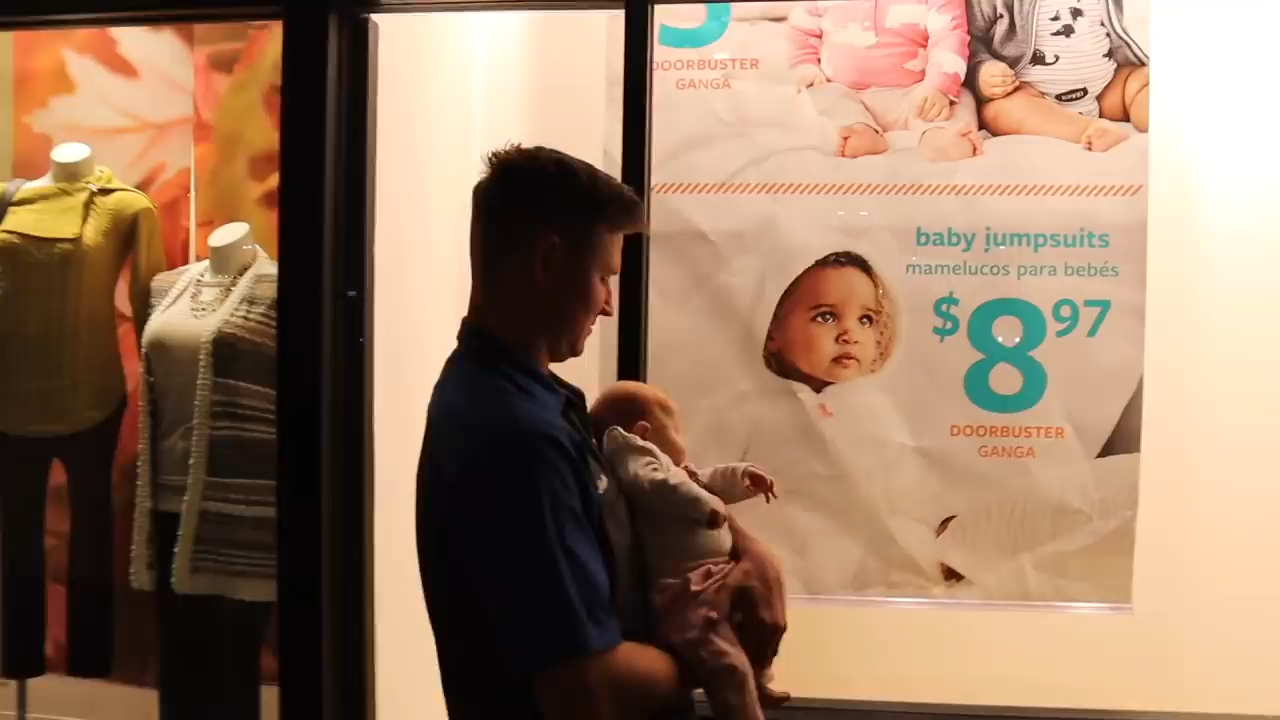 DOORBUSTER
GANGA
baby jumpsuits
mamelucos para bebés
$8.97
DOORBUSTER
GANGA